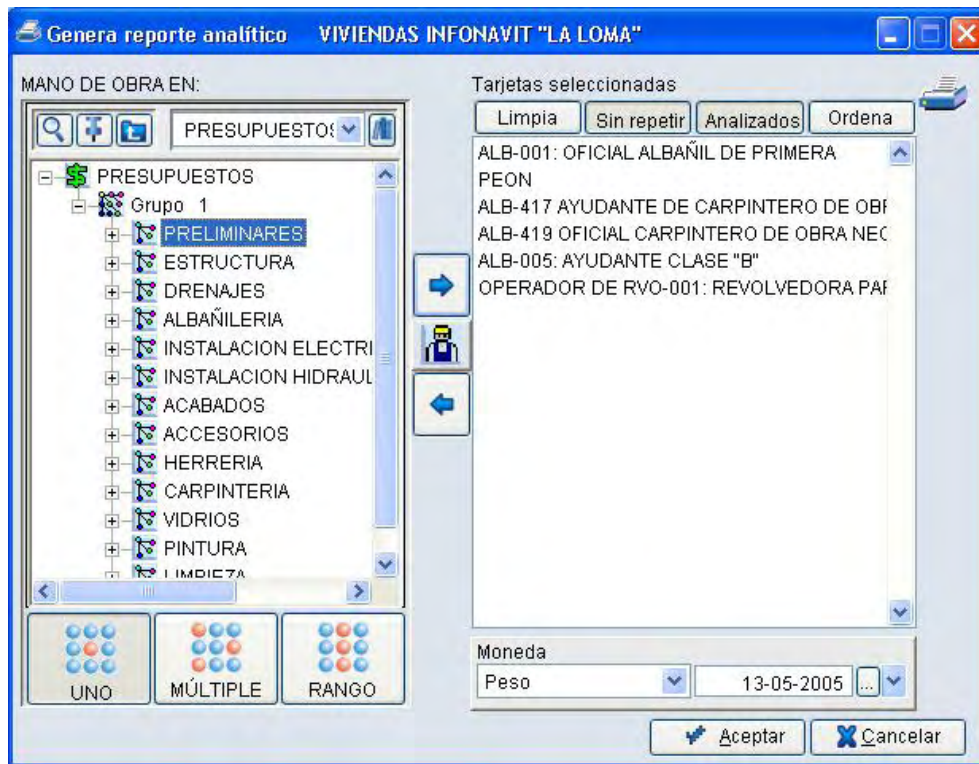 Genera reporte analítico VIVIENDAS INFONAVIT "LA LOMA"
MANO DE OBRA EN:
PRESUPUESTO
PRESUPUESTOS
Grupo 1
PRELIMINARES
ESTRUCTURA
DRENAJES
ALBAÑILERIA
INSTALACION ELECTRI
INSTALACION HIDRAUL
ACABADOS
ACCESORIOS
HERRERIA
CARPINTERIA
VIDRIOS
PINTURA
LIMPIEZA
UNO
MÚLTIPLE
RANGO
Tarjetas seleccionadas
Limpia Sin repetir Analizados Ordena
ALB-001: OFICIAL ALBAÑIL DE PRIMERA
PEON
ALB-417 AYUDANTE DE CARPINTERO DE OBF
ALB-419 OFICIAL CARPINTERO DE OBRA NEC
ALB-005: AYUDANTE CLASE "B"
OPERADOR DE RVO-001: REVOLVEDORA PAF
Moneda
Peso 13-05-2005 ...
Aceptar Cancelar